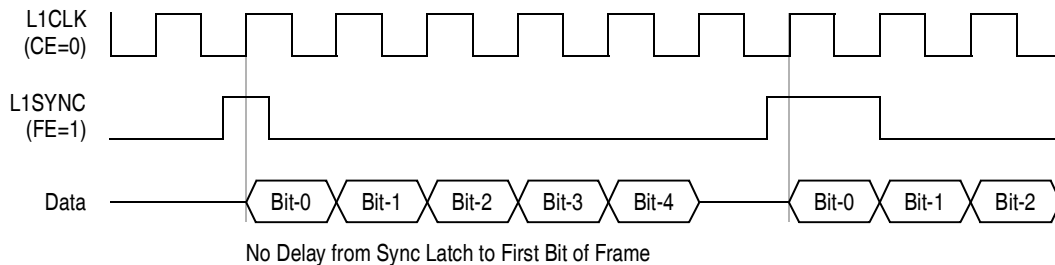 L1CLK
(CE=0)
L1SYNC
(FE=1)
Data Bit-0 Bit-1 Bit-2 Bit-3 Bit-4 Bit-0 Bit-1 Bit-2
No Delay from Sync Latch to First Bit of Frame